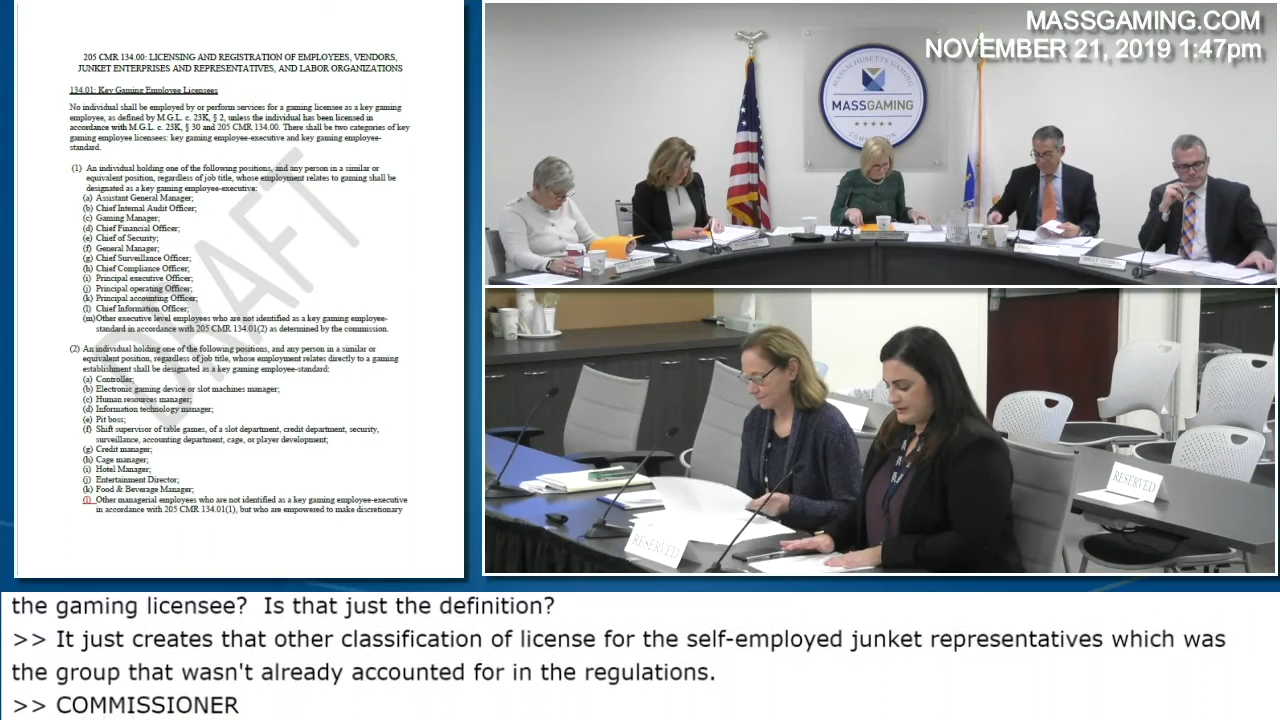 205 CMR 134.00: LICENSING AND REGISTRATION OF EMPLOYEES, VENDORS,
JUNKET ENTERPRISES AND REPRESENTATIVES, AND LABOR ORGANIZATIONS
134.01: Key Gaming Employee Licensees
No individual shall be employed by or perform services for a gaming licensee as a key gaming
employee, as defined by M.G.L. c. 23K, § 2, unless the individual has been licensed in
accordance with M.G.L. c. 23K, § 30 and 205 CMR 134.00. There shall be two categories of key
gaming employee licensees: key gaming employee-executive and key gaming employee-
standard.
(1) An individual holding one of the following positions, and any person in a similar or
equivalent position, regardless of job title, whose employment relates to gaming shall be
designated as a key gaming employee-executive:
(a) Assistant General Manager;
(b) Chief Internal Audit Officer;
(c) Gaming Manager;
(d) Chief Financial Officer;
(e) Chief of Security;
(f) General Manager;
(g) Chief Surveillance Officer;
(h) Chief Compliance Officer;
(i) Principal executive Officer;
(j) Principal operating Officer;
(k) Principal accounting Officer;
(l) Chief Information Officer;
(m)Other executive level employees who are not identified as a key gaming employee-
standard in accordance with 205 CMR 134.01(2) as determined by the commission.
(2) An individual holding one of the following positions, and any person in a similar or
equivalent position, regardless of job title, whose employment relates directly to a gaming
establishment shall be designated as a key gaming employee-standard:
(a) Controller;
(b) Electronic gaming device or slot machines manager;
(c) Human resources manager;
(d) Information technology manager;
(e) Pit boss;
(f) Shift supervisor of table games, of a slot department, credit department, security,
surveillance, accounting department, cage, or player development;
(g) Credit manager;
(h) Cage manager;
(i) Hotel Manager;
(j) Entertainment Director;
(k) Food & Beverage Manager;
(l) Other managerial employees who are not identified as a key gaming employee-executive
in accordance with 205 CMR 134.01(1), but who are empowered to make discretionary
DRAFT
MASSGAMING.COM
NOVEMBER 21, 2019 1:47pm
MASSACHUSETTS GAMING
MASSGAMING
COMMISSION
RESERVED
RESERVED
the gaming licensee? Is that just the definition?
>> It just creates that other classification of license for the self-employed junket representatives which was
the group that wasn't already accounted for in the regulations.
>> COMMISSIONER